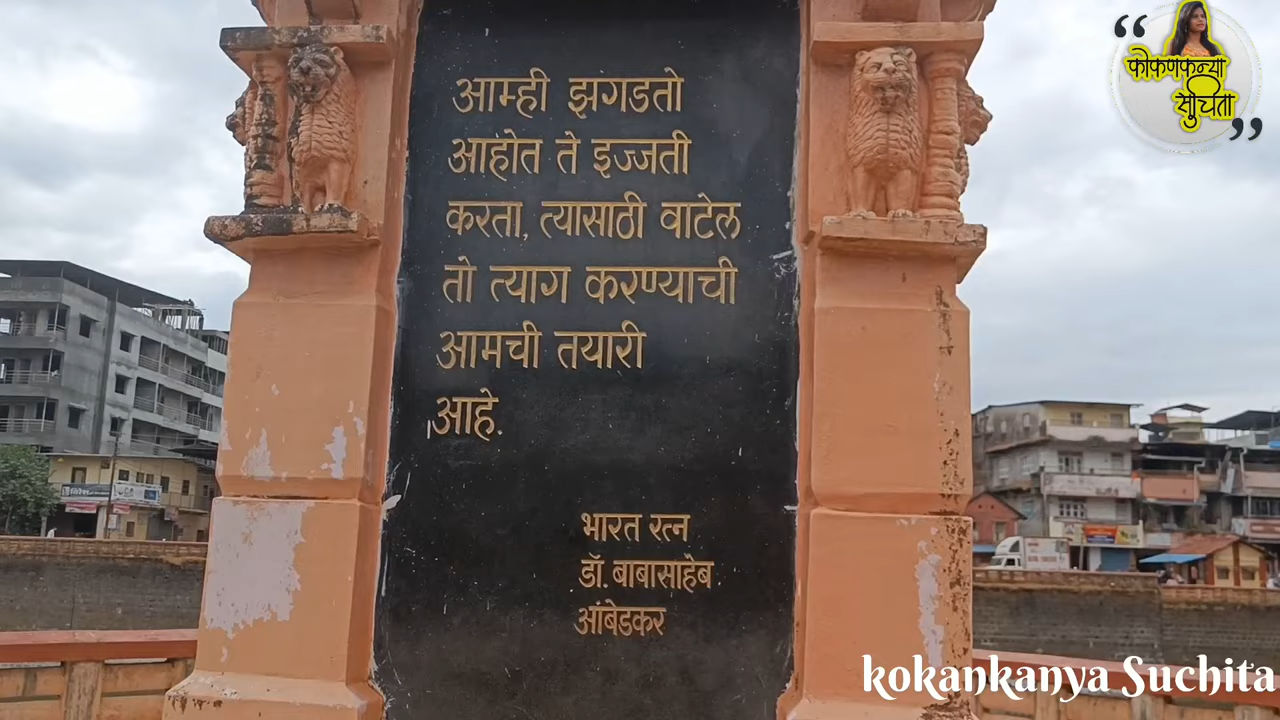 आम्ही झगडतो
आहोत ते इज्जती
करता, त्यासाठी वाटेल
तो त्याग करण्याची
आमची तयारी
आहे.
भारत रत्न
डॉ. बाबासाहेब
आंबेडकर
कोकणकन्या
सुचिता
kokankanya Suchita